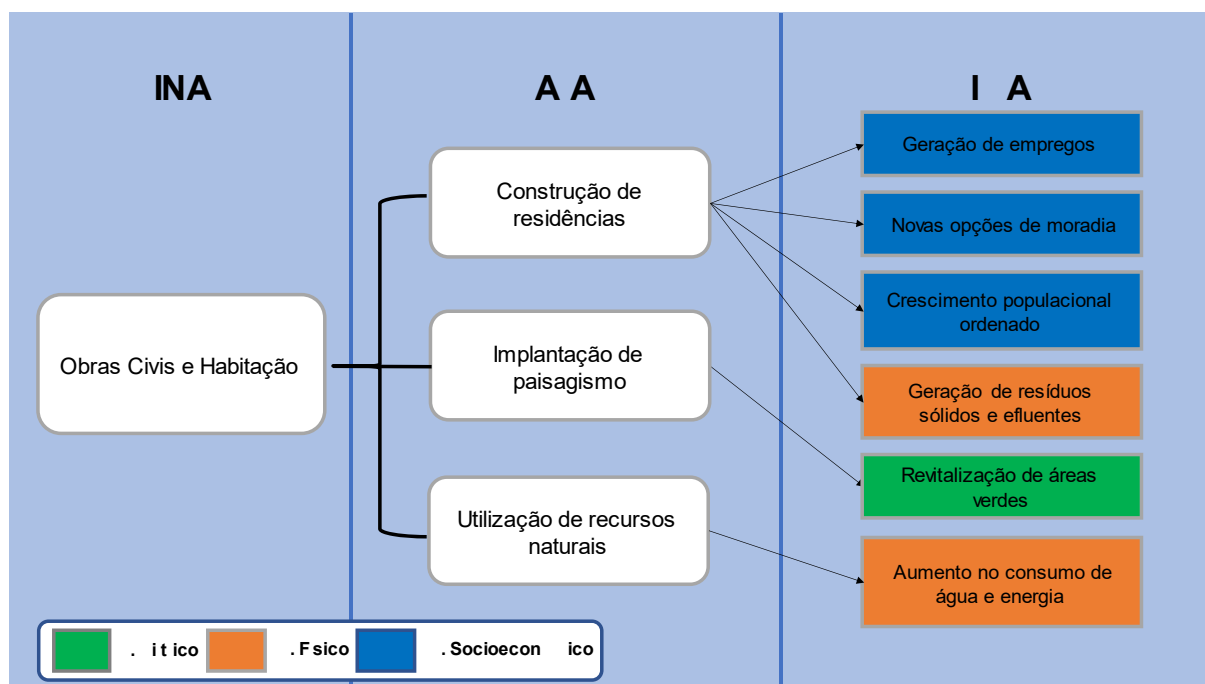 INA
A A
I A
Geração de empregos
Construção de
residências
Novas opções de moradia
Crescimento populacional
ordenado
Obras Civis e Habitação
Implantação de
paisagismo
Geração de resíduos
sólidos e efluentes
Revitalização de áreas
verdes
Utilização de recursos
naturais
Aumento no consumo de
água e energia
. i t ico
. F sico
. Socioecon ico